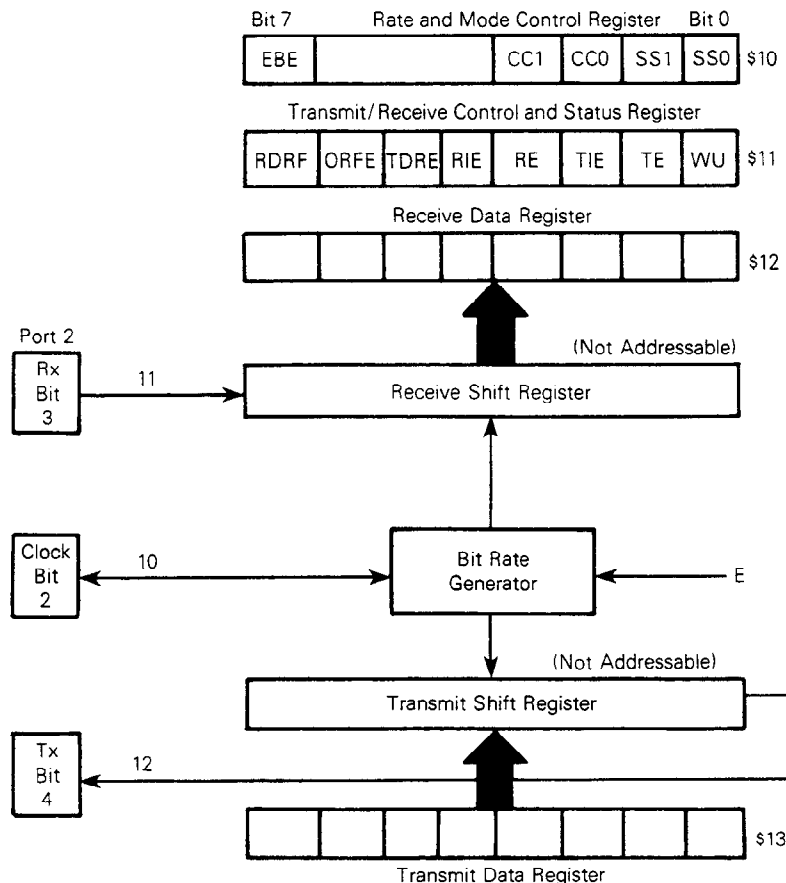 Bit 7 Rate and Mode Control Register Bit 0
EBE CC1 CC0 SS1 SS0 $10
Transmit/Receive Control and Status Register
RDRF ORFE TDRE RIE RE TIE TE WU $11
Receive Data Register
$12
Port 2
(Not Addressable)
Rx
Bit
3
11
Receive Shift Register
Clock
Bit
2
10
Bit Rate
Generator
E
(Not Addressable)
Transmit Shift Register
Tx
Bit
4
12
$13
Transmit Data Register